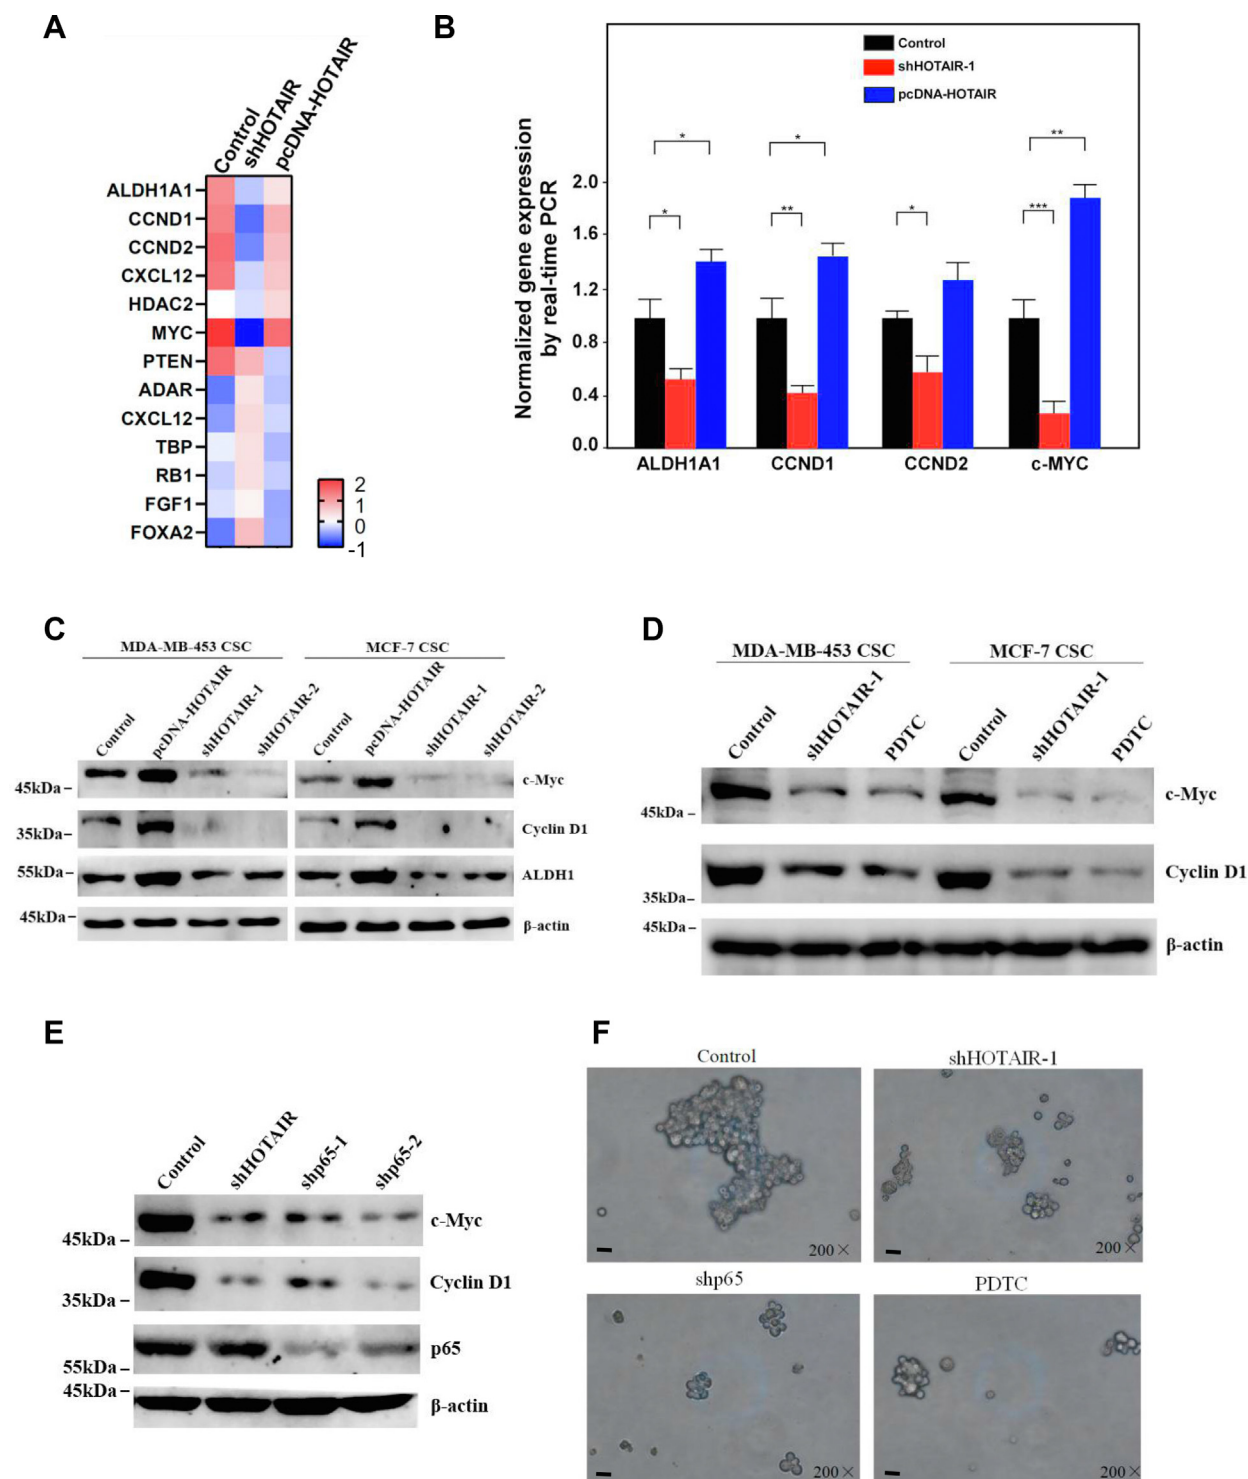 A
Control
shHOTAIR
pcDNA-HOTAIR
ALDH1A1
CCND1
CCND2
CXCL12
HDAC2
MYC
PTEN
ADAR
CXCL12
TBP
RB1
FGF1
FOXA2
2
1
0
-1
B
Control
shHOTAIR-1
pcDNA-HOTAIR
Normalized gene expression
by real-time PCR
2.0
1.6
1.2
0.8
0.4
0.0
* * **
* ** * ***
ALDH1A1 CCND1 CCND2 c-MYC
C
MDA-MB-453 CSC MCF-7 CSC
Control pcDNA-HOTAIR shHOTAIR-1 shHOTAIR-2 Control pcDNA-HOTAIR shHOTAIR-1 shHOTAIR-2
45kDa c-Myc
35kDa Cyclin D1
55kDa ALDH1
45kDa β-actin
D
MDA-MB-453 CSC MCF-7 CSC
Control shHOTAIR-1 PDTC Control shHOTAIR-1 PDTC
c-Myc
45kDa
Cyclin D1
35kDa
45kDa
β-actin
E
Control shHOTAIR shp65-1 shp65-2
c-Myc
45kDa
Cyclin D1
35kDa
p65
55kDa
45kDa
β-actin
F
Control shHOTAIR-1
200× 200×
shp65 PDTC
200× 200×